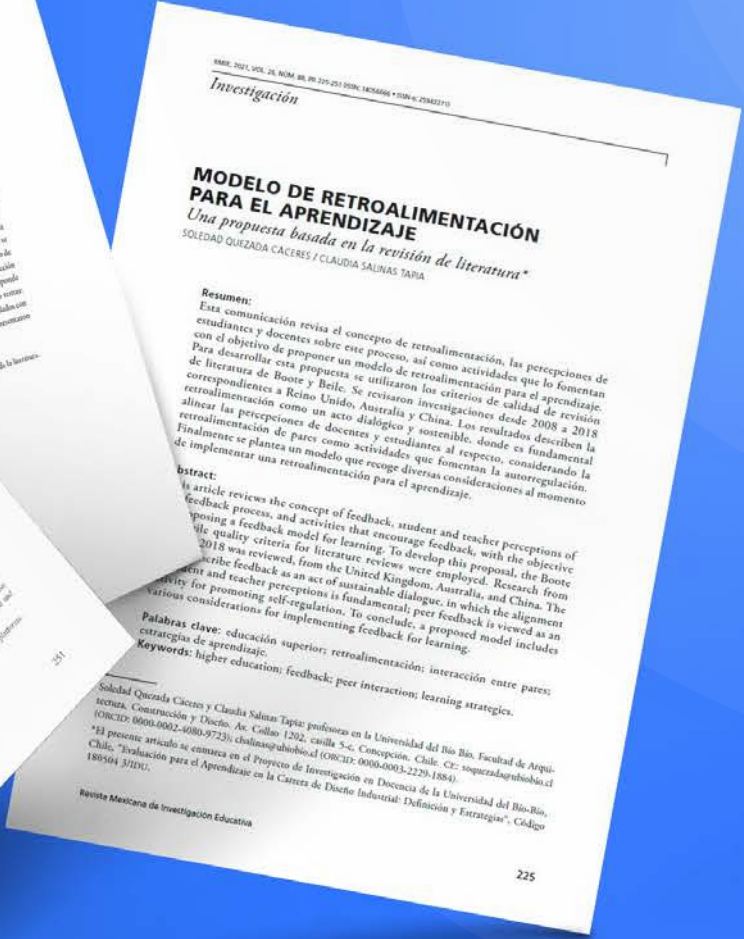 RMIE, 2021, VOL. 26, NÚM. 88, PP. 225-251 (ISSN: 14056666 • ISSN-e: 25942271)
Investigación
MODELO DE RETROALIMENTACIÓN
PARA EL APRENDIZAJE
Una propuesta basada en la revisión de literatura*
SOLEDAD QUEZADA CÁCERES / CLAUDIA SALINAS TAPIA
Resumen:
Esta comunicación revisa el concepto de retroalimentación, las percepciones de
estudiantes y docentes sobre este proceso, así como actividades que lo fomentan
con el objetivo de proponer un modelo de retroalimentación para el aprendizaje.
Para desarrollar esta propuesta se utilizaron los criterios de calidad de revisión
de literatura de Boote y Beile. Se revisaron investigaciones desde 2008 a 2018
correspondientes a Reino Unido, Australia y China. Los resultados describen la
retroalimentación como un acto dialógico y sostenible, donde es fundamental
alinear las percepciones de docentes y estudiantes al respecto, considerando la
retroalimentación de pares como actividades que fomentan la autorregulación.
Finalmente se plantea un modelo que recoge diversas consideraciones al momento
de implementar una retroalimentación para el aprendizaje.
bstract:
is article reviews the concept of feedback, student and teacher perceptions of
feedback process, and activities that encourage feedback, with the objective
posing a feedback model for learning. To develop this proposal, the Boote
ile quality criteria for literature reviews were employed. Research from
2018 was reviewed, from the United Kingdom, Australia, and China. The
cribe feedback as an act of sustainable dialogue, in which the alignment
ent and teacher perceptions is fundamental; peer feedback is viewed as an
tivity for promoting self-regulation. To conclude, a proposed model includes
various considerations for implementing feedback for learning.
Palabras clave: educación superior; retroalimentación; interacción entre pares;
estrategias de aprendizaje.
Keywords: higher education; feedback; peer interaction; learning strategies.
Soledad Quezada Cáceres y Claudia Salinas Tapia: profesoras en la Universidad del Bío Bío, Facultad de Arqui-
tectura, Construcción y Diseño. Av. Collao 1202, casilla 5-c, Concepción, Chile. CE: soquezada@ubiobio.cl
(ORCID: 0000-0002-4080-9723); chalinas@ubiobio.cl (ORCID: 0000-0003-2229-1884).
*El presente artículo se enmarca en el Proyecto de Investigación en Docencia de la Universidad del Bío-Bío,
Chile, "Evaluación para el Aprendizaje en la Carrera de Diseño Industrial: Definición y Estrategias", Código
180504 3/IDU.
Revista Mexicana de Investigación Educativa
225
251